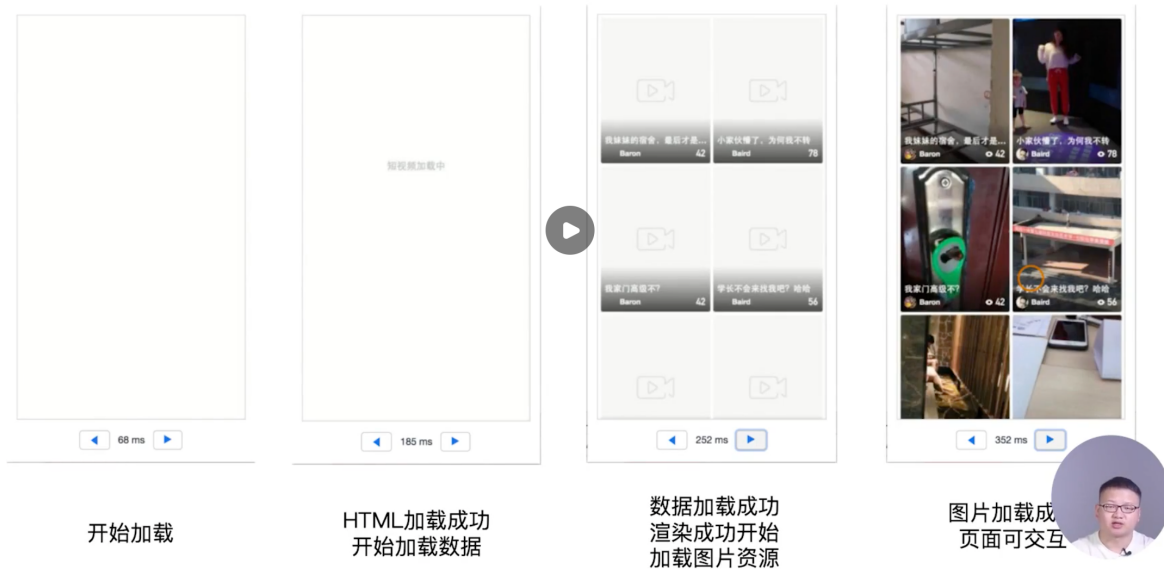 短视频加载中
我妹妹的宿舍，最后才是...
Baron 42
小家伙懵了，为何我不转
Baird 78
我家门高级不?
Baron 42
学长不会来找我吧? 哈哈
Baird 56
我妹妹的宿舍，最后才是...
Baron 42
小家伙懵了，为何我不转
Baird 78
我家门高级不?
Baron 42
学长不会来找我吧? 哈哈
Baird 56
68 ms
185 ms
252 ms
352 ms
开始加载
HTML加载成功
开始加载数据
数据加载成功
渲染成功开始
加载图片资源
图片加载成
页面可交互